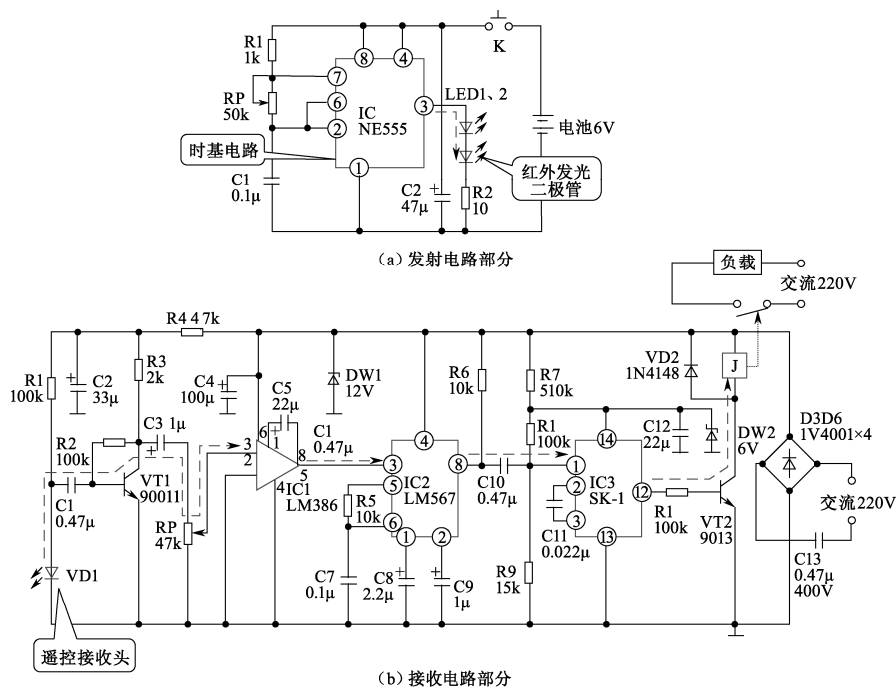 R1
1k
RP
50k
C1
0.1μ
时基电路
⑧
④
⑦
⑥
②
③
①
IC
NE555
K
LED1、2
电池6V
红外发光
二极管
C2
47μ
R2
10
(a) 发射电路部分
负载
交流220V
R4 4 7k
R1
100k
C2
33μ
R3
2k
C3 1μ
R2
100k
C1
0.47μ
VT1
90011
RP
47k
VD1
遥控接收头
C4
100μ
C5
22μ
3
2
6
1
8
5
4
IC1
LM386
C1
0.47μ
DW1
12V
④
③
⑤
⑥
①
②
⑧
IC2
LM567
R5
10k
C7
0.1μ
C8
2.2μ
C9
1μ
R6
10k
C10
0.47μ
R7
510k
R1
100k
R9
15k
⑭
①
②
③
⑫
⑬
IC3
SK-1
C11
0.022μ
C12
22μ
DW2
6V
VD2
1N4148
J
R1
100k
VT2
9013
D3D6
1V4001×4
交流220V
C13
0.47μ
400V
(b) 接收电路部分